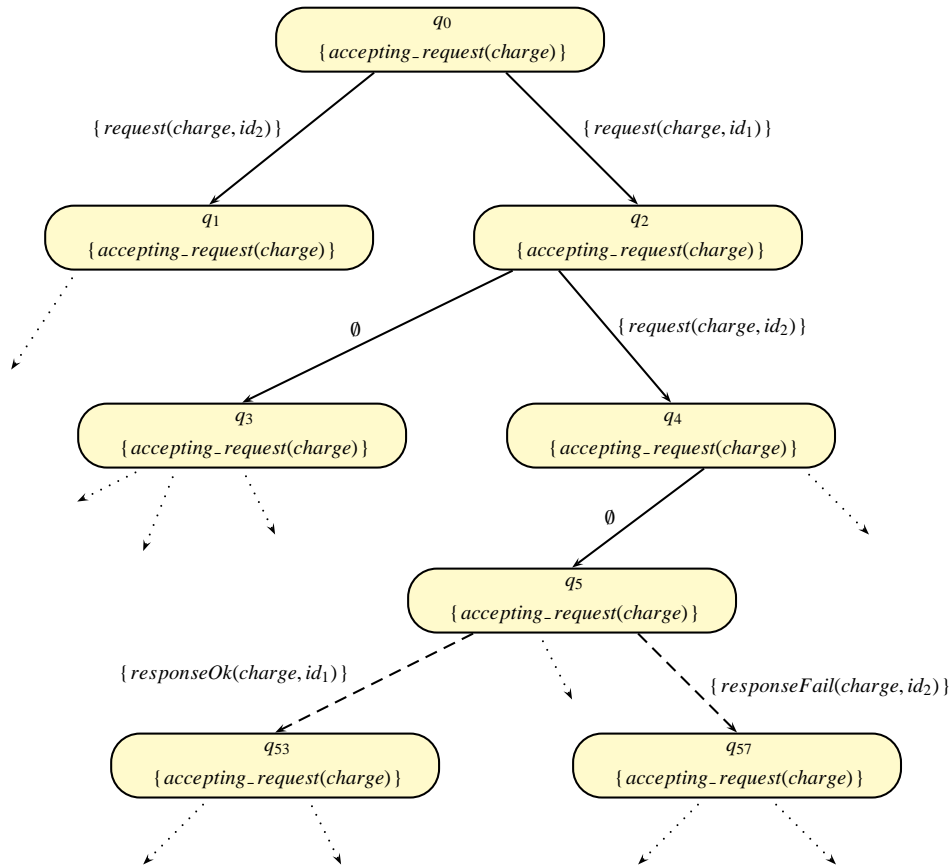 q₀
{accepting_request(charge)}
{request(charge, id₂)}
{request(charge, id₁)}
q₁
{accepting_request(charge)}
q₂
{accepting_request(charge)}
∅
{request(charge, id₂)}
q₃
{accepting_request(charge)}
q₄
{accepting_request(charge)}
∅
q₅
{accepting_request(charge)}
{responseOk(charge, id₁)}
{responseFail(charge, id₂)}
q₅₃
{accepting_request(charge)}
q₅₇
{accepting_request(charge)}